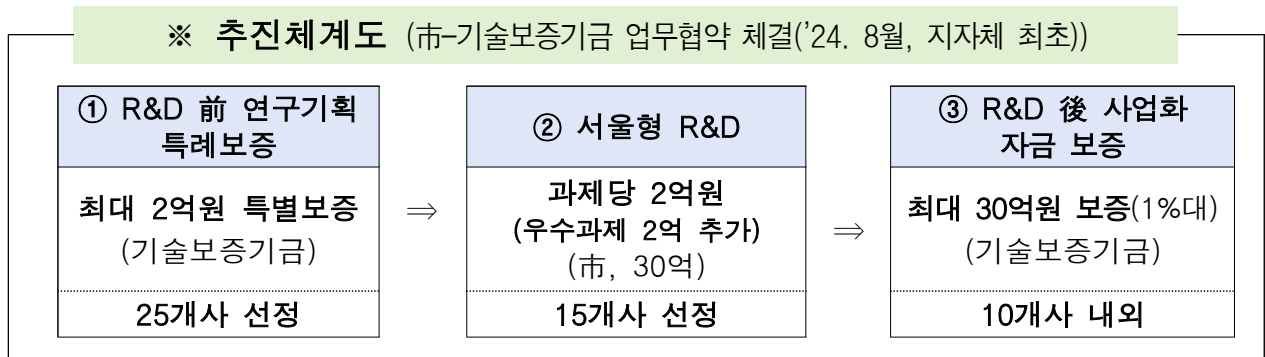 ※ 추진체계도 (市-기술보증기금 업무협약 체결(’24. 8월, 지자체 최초))
① R&D 前 연구기획
특례보증
최대 2억원 특별보증
(기술보증기금)
25개사 선정
⇒
② 서울형 R&D
과제당 2억원
(우수과제 2억 추가)
(市, 30억)
15개사 선정
⇒
③ R&D 後 사업화
자금 보증
최대 30억원 보증(1%대)
(기술보증기금)
10개사 내외